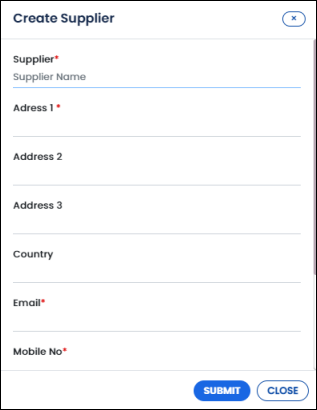 Create Supplier
×
Supplier*
Supplier Name
Adress 1 *
Address 2
Address 3
Country
Email*
Mobile No*
SUBMIT CLOSE